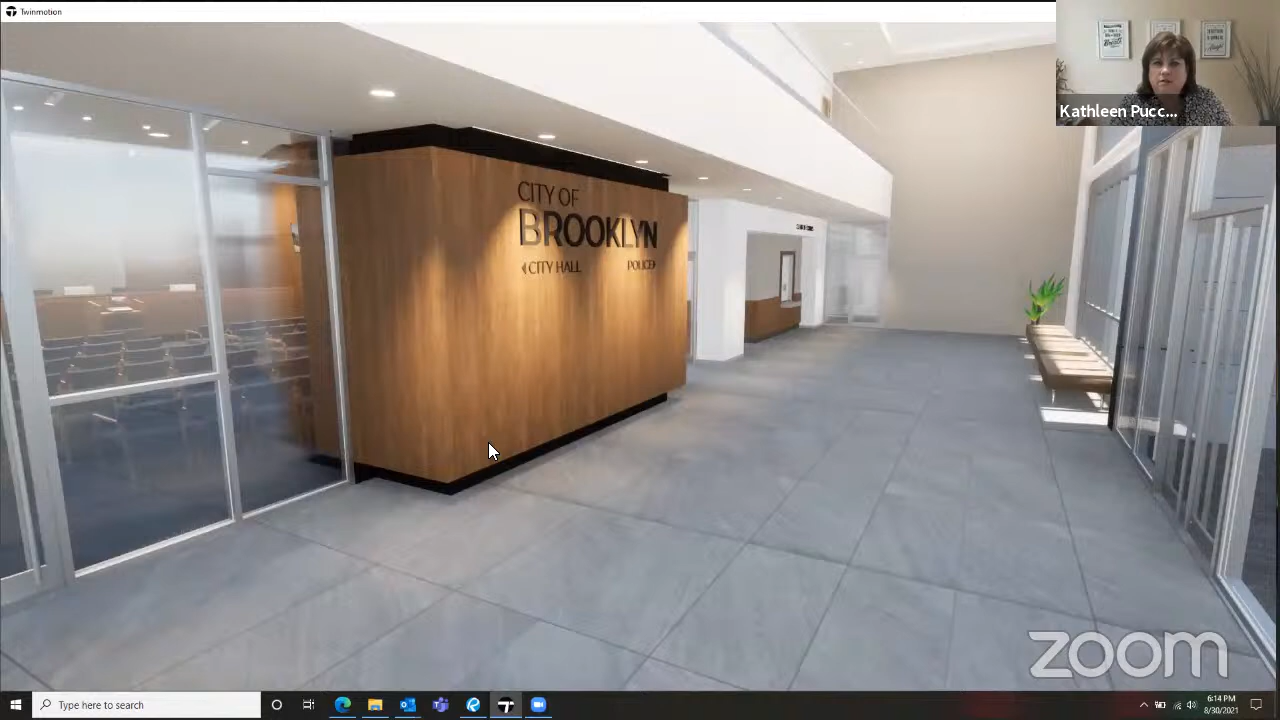 Twinmotion
Kathleen Pucc...
CITY OF
BROOKLYN
CITY HALL
POLICE
zoom
Type here to search
6:14 PM
8/30/2021